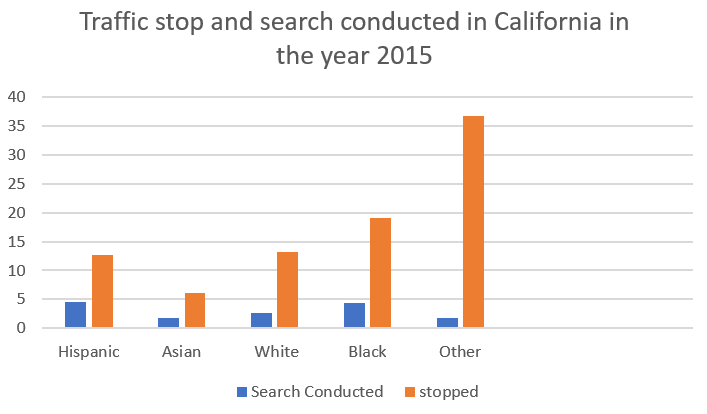 Traffic stop and search conducted in California in
the year 2015
40
35
30
25
20
15
10
5
0
Hispanic Asian White Black Other
Search Conducted stopped